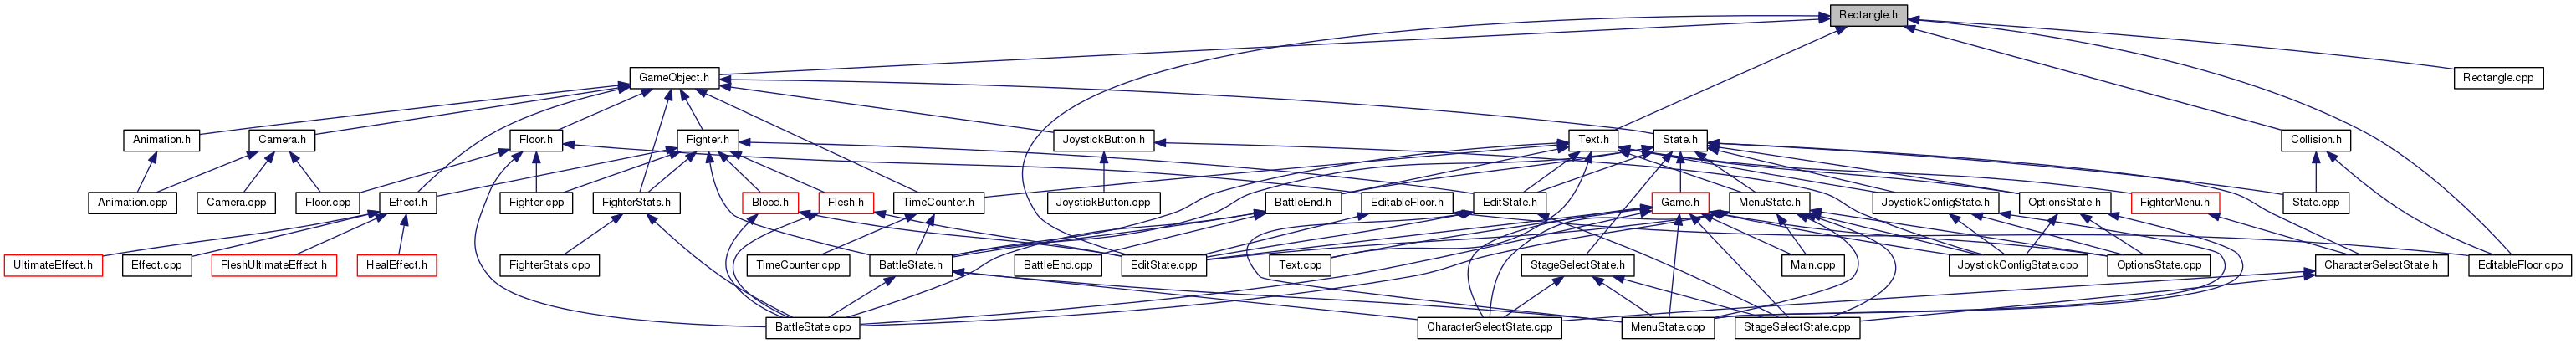 Rectangle.h
GameObject.h
Rectangle.cpp
Animation.h
Camera.h
Floor.h
Fighter.h
JoystickButton.h
Text.h
State.h
Collision.h
Animation.cpp
Camera.cpp
Floor.cpp
Effect.h
Fighter.cpp
FighterStats.h
Blood.h
Flesh.h
TimeCounter.h
JoystickButton.cpp
BattleEnd.h
EditableFloor.h
EditState.h
Game.h
MenuState.h
JoystickConfigState.h
OptionsState.h
FighterMenu.h
State.cpp
UltimateEffect.h
Effect.cpp
FleshUltimateEffect.h
HealEffect.h
FighterStats.cpp
TimeCounter.cpp
BattleState.h
BattleEnd.cpp
EditState.cpp
Text.cpp
StageSelectState.h
Main.cpp
JoystickConfigState.cpp
OptionsState.cpp
CharacterSelectState.h
EditableFloor.cpp
BattleState.cpp
CharacterSelectState.cpp
MenuState.cpp
StageSelectState.cpp